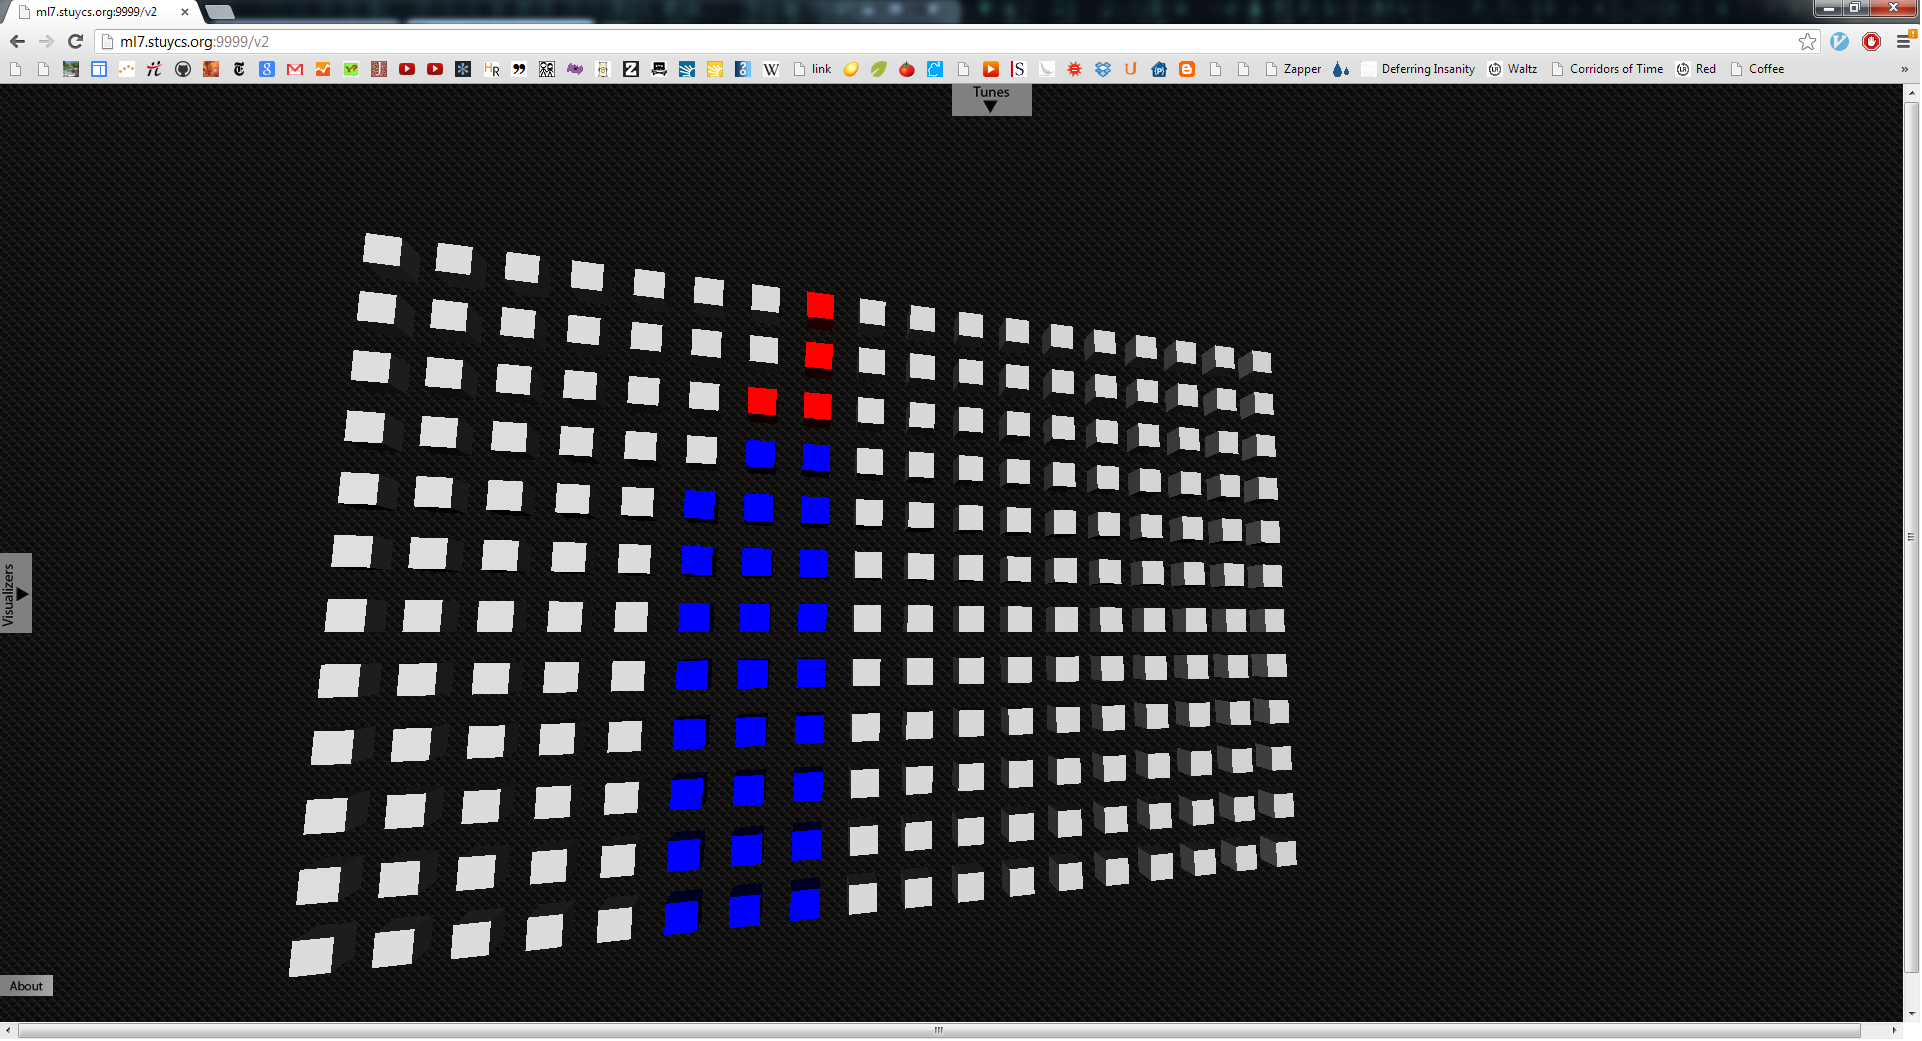 ml7.stuycs.org:9999/v2
ml7.stuycs.org:9999/v2
link
Zapper
Deferring Insanity
Waltz
Corridors of Time
Red
Coffee
»
Tunes
Visualizers
About